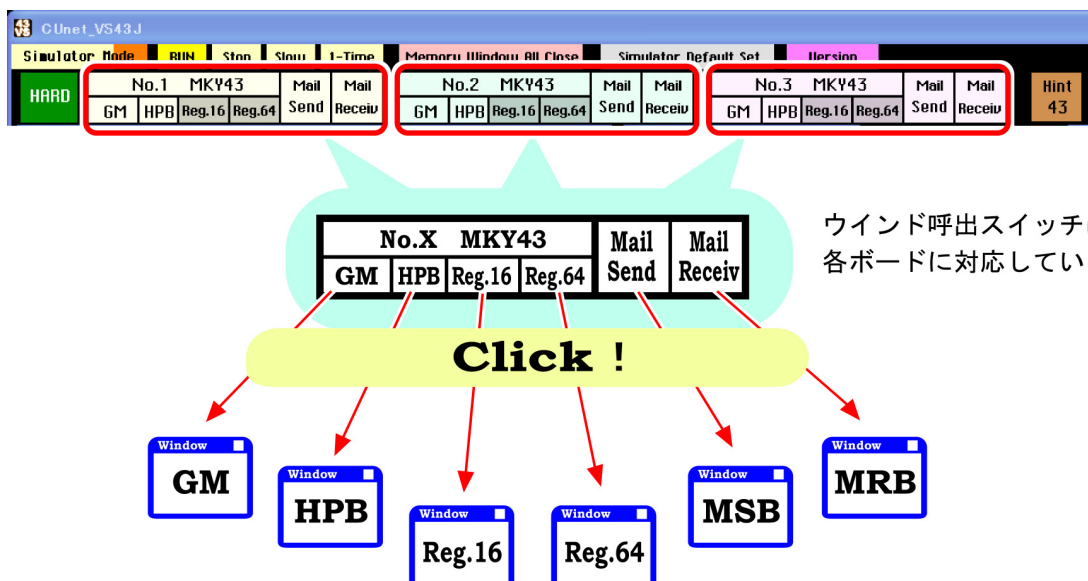 CUnet_VS43J
Simulator Mode RUN Stop Slow 1-Time Memory Window All Close Simulator Default Set Version
HARD
No.1 MKY43 Mail Send Mail Receiv
GM HPB Reg.16 Reg.64
No.2 MKY43 Mail Send Mail Receiv
GM HPB Reg.16 Reg.64
No.3 MKY43 Mail Send Mail Receiv
GM HPB Reg.16 Reg.64
Hint
43
No.X MKY43 Mail Send Mail Receiv
GM HPB Reg.16 Reg.64
ウインド呼出スイッチ
各ボードに対応してい
Click !
Window
GM
Window
HPB
Window
Reg.16
Window
Reg.64
Window
MSB
Window
MRB